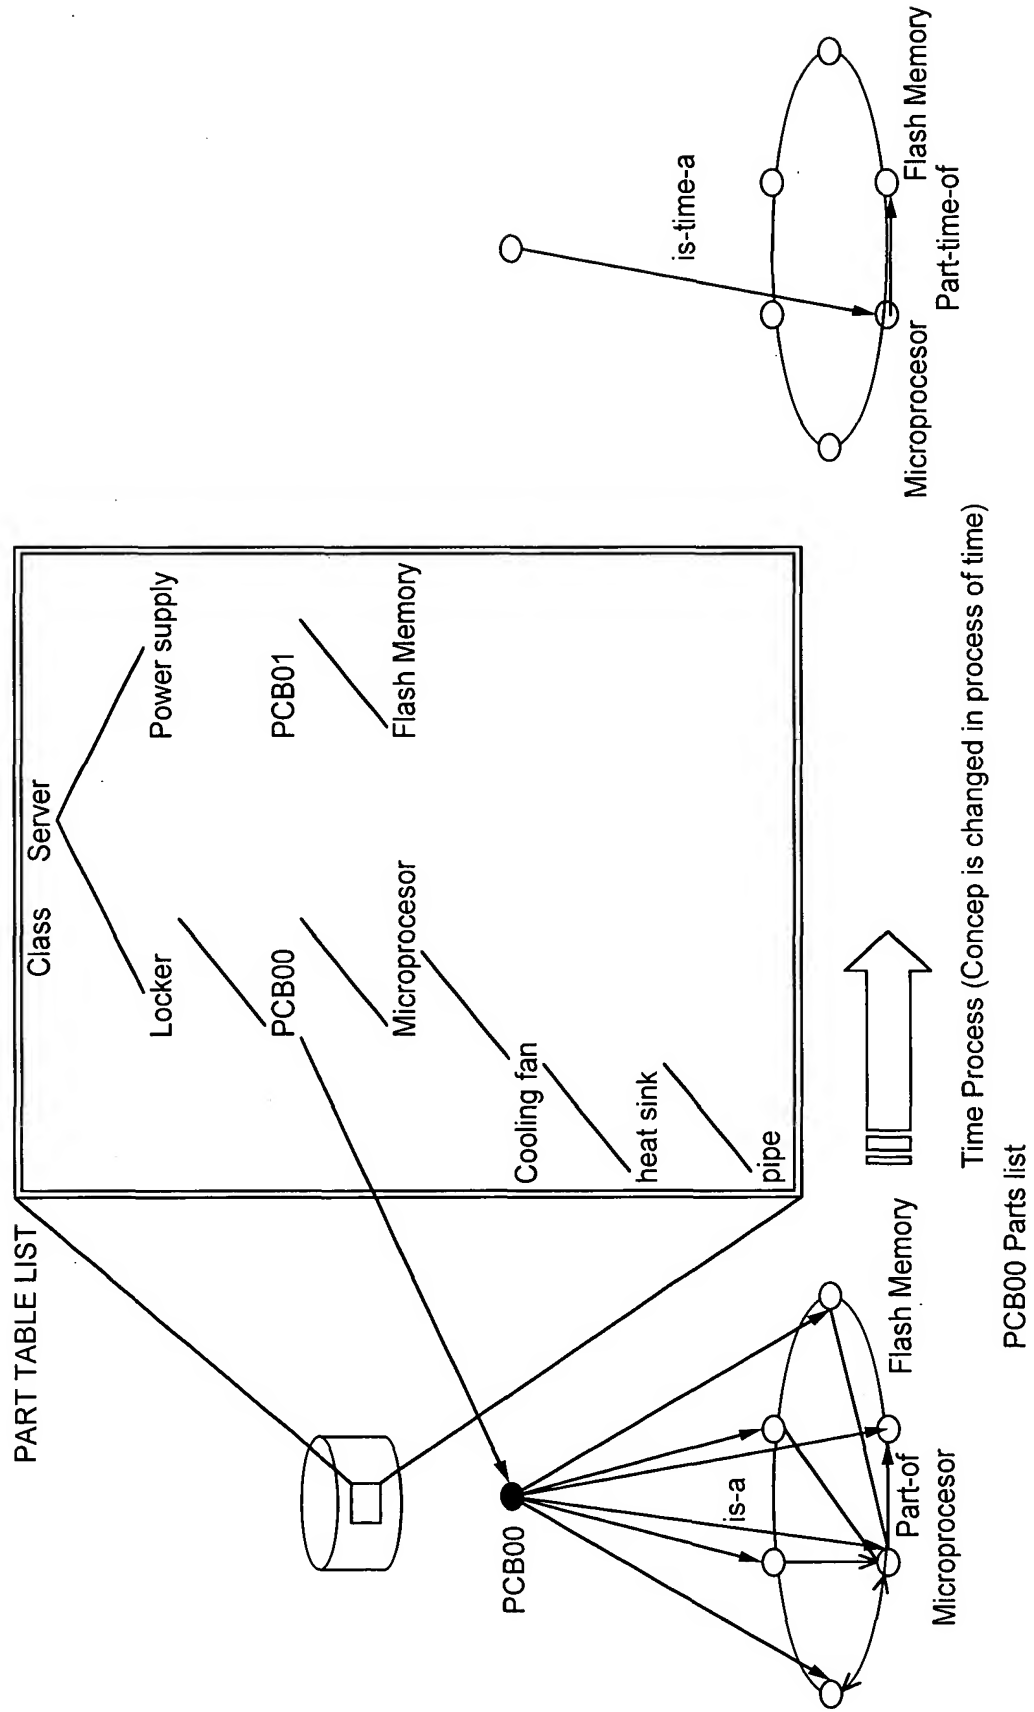 PART TABLE LIST
Class Server
Locker
Power supply
PCB00
PCB01
Microprocesor
Flash Memory
Cooling fan
heat sink
pipe
PCB00
is-a
Part-of
Microprocesor
Flash Memory
is-time-a
Microprocesor
Flash Memory
Part-time-of
Time Process (Concep is changed in process of time)
PCB00 Parts list